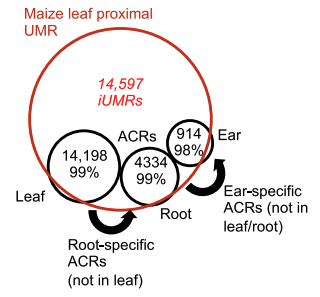 Maize leaf proximal
UMR
14,597
iUMRs
ACRs
914
98%
Ear
14,198
99%
4334
99%
Leaf
Root
Ear-specific
ACRs (not in
leaf/root)
Root-specific
ACRs
(not in leaf)